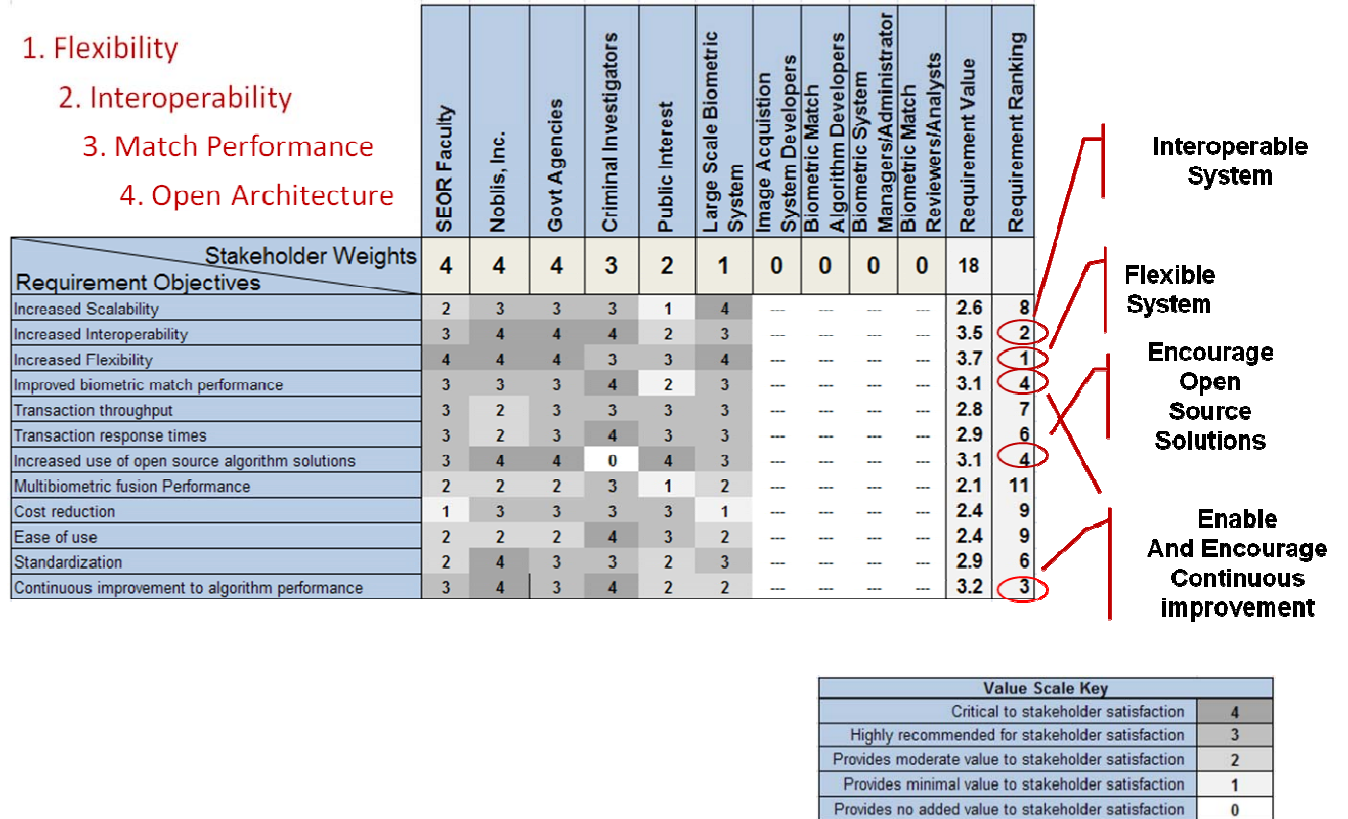 1. Flexibility
2. Interoperability
3. Match Performance
4. Open Architecture
SEOR Faculty
Noblis, Inc.
Govt Agencies
Criminal Investigators
Public Interest
Large Scale Biometric
System
Image Acquistion
System Developers
Biometric Match
Algorithm Developers
Biometric System
Managers/Administrator
Biometric Match
Reviewers/Analysts
Requirement Value
Requirement Ranking
Stakeholder Weights
Requirement Objectives
4 4 4 3 2 1 0 0 0 0 18
Increased Scalability 2 3 3 3 1 4 --- --- --- --- 2.6 8
Increased Interoperability 3 4 4 4 2 3 --- --- --- --- 3.5 2
Increased Flexibility 4 4 4 3 3 4 --- --- --- --- 3.7 1
Improved biometric match performance 3 3 3 4 2 3 --- --- --- --- 3.1 4
Transaction throughput 3 2 3 3 3 3 --- --- --- --- 2.8 7
Transaction response times 3 2 3 4 3 3 --- --- --- --- 2.9 6
Increased use of open source algorithm solutions 3 4 4 0 4 3 --- --- --- --- 3.1 4
Multibiometric fusion Performance 2 2 2 3 1 2 --- --- --- --- 2.1 11
Cost reduction 1 3 3 3 3 1 --- --- --- --- 2.4 9
Ease of use 2 2 2 4 3 2 --- --- --- --- 2.4 9
Standardization 2 4 3 3 2 3 --- --- --- --- 2.9 6
Continuous improvement to algorithm performance 3 4 3 4 2 2 --- --- --- --- 3.2 3
Interoperable
System
Flexible
System
Encourage
Open
Source
Solutions
Enable
And Encourage
Continuous
improvement
Value Scale Key
Critical to stakeholder satisfaction 4
Highly recommended for stakeholder satisfaction 3
Provides moderate value to stakeholder satisfaction 2
Provides minimal value to stakeholder satisfaction 1
Provides no added value to stakeholder satisfaction 0